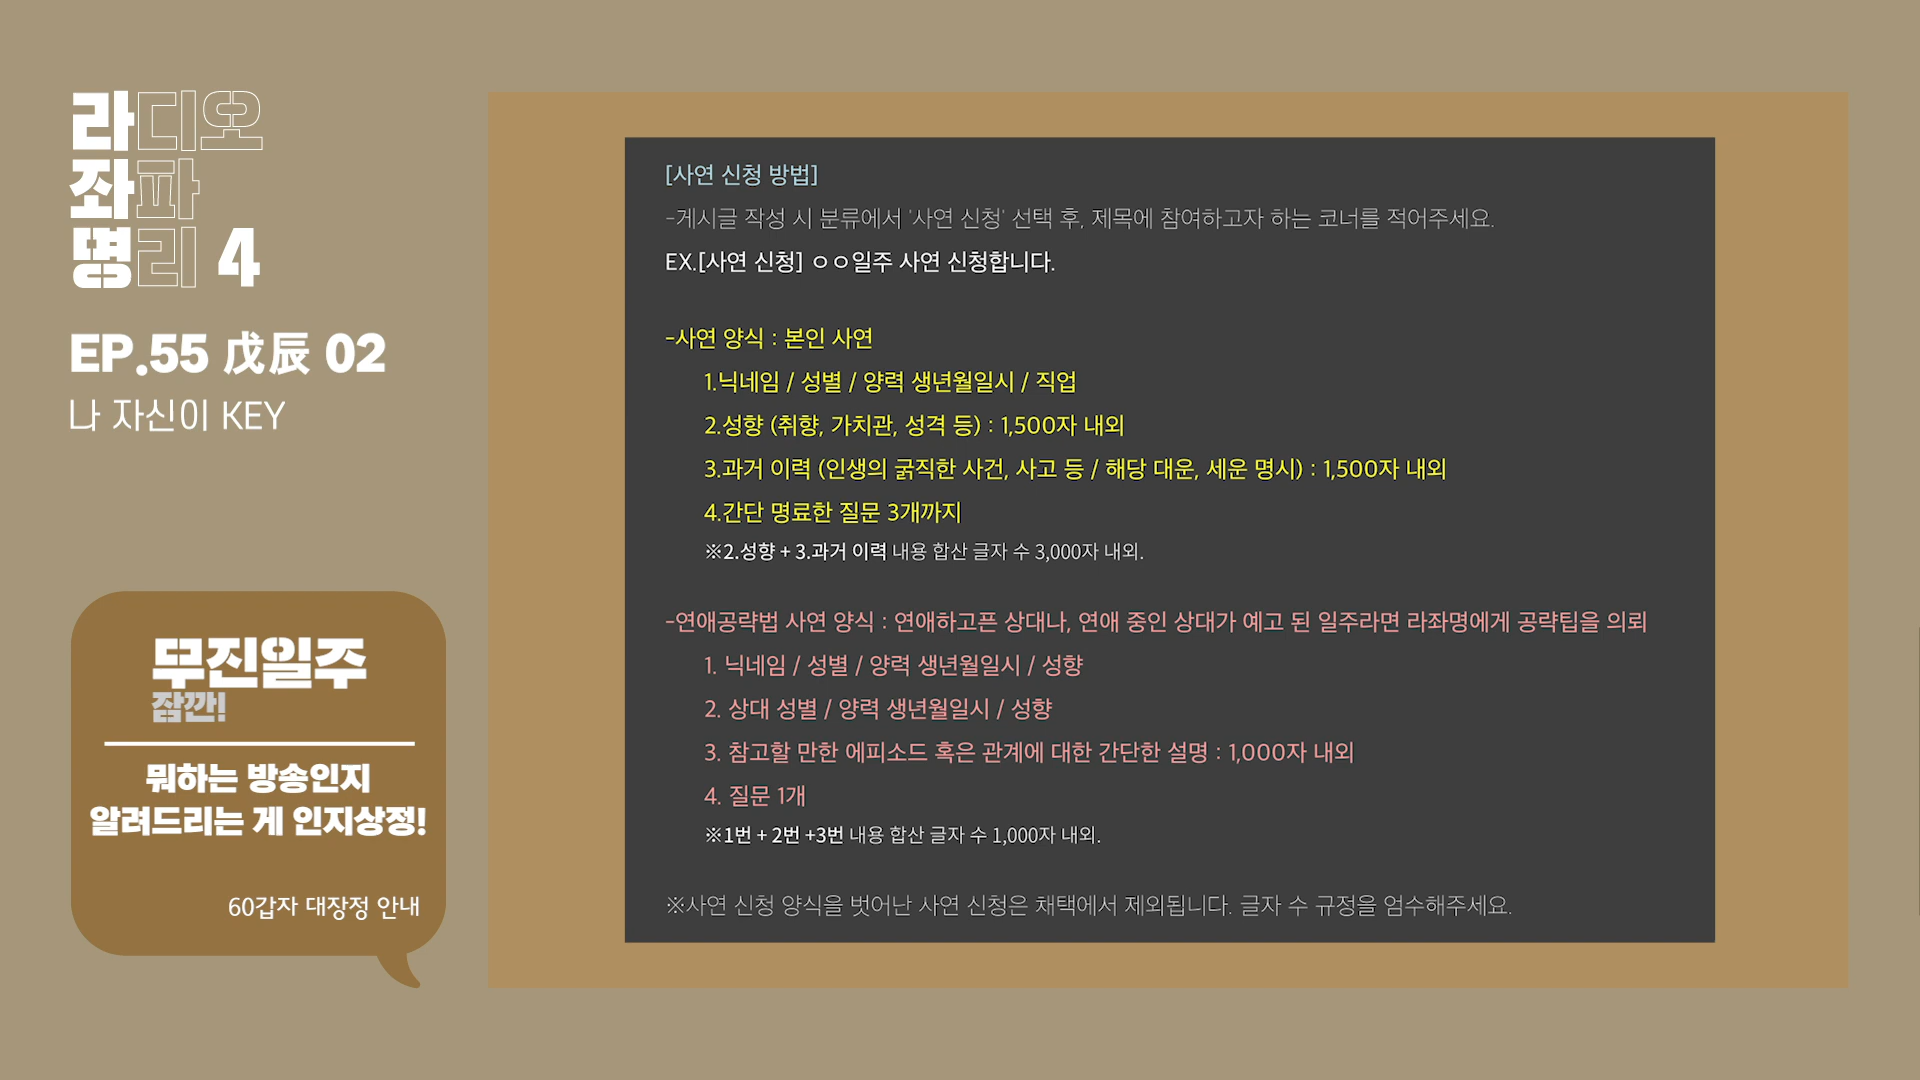 라디오
좌파
명리 4
EP.55 戊辰 02
나 자신이 KEY
무진일주
잠깐!
뭐하는 방송인지
알려드리는 게 인지상정!
60갑자 대장정 안내
[사연 신청 방법]
-게시글 작성 시 분류에서 '사연 신청' 선택 후, 제목에 참여하고자 하는 코너를 적어주세요.
EX.[사연 신청] ㅇㅇ일주 사연 신청합니다.
-사연 양식 : 본인 사연
1.닉네임 / 성별 / 양력 생년월일시 / 직업
2.성향 (취향, 가치관, 성격 등) : 1,500자 내외
3.과거 이력 (인생의 굵직한 사건, 사고 등 / 해당 대운, 세운 명시) : 1,500자 내외
4.간단 명료한 질문 3개까지
※2.성향 + 3.과거 이력 내용 합산 글자 수 3,000자 내외.
-연애공략법 사연 양식 : 연애하고픈 상대나, 연애 중인 상대가 예고 된 일주라면 라좌명에게 공략팁을 의뢰
1. 닉네임 / 성별 / 양력 생년월일시 / 성향
2. 상대 성별 / 양력 생년월일시 / 성향
3. 참고할 만한 에피소드 혹은 관계에 대한 간단한 설명 : 1,000자 내외
4. 질문 1개
※1번 + 2번 +3번 내용 합산 글자 수 1,000자 내외.
※사연 신청 양식을 벗어난 사연 신청은 채택에서 제외됩니다. 글자 수 규정을 엄수해주세요.